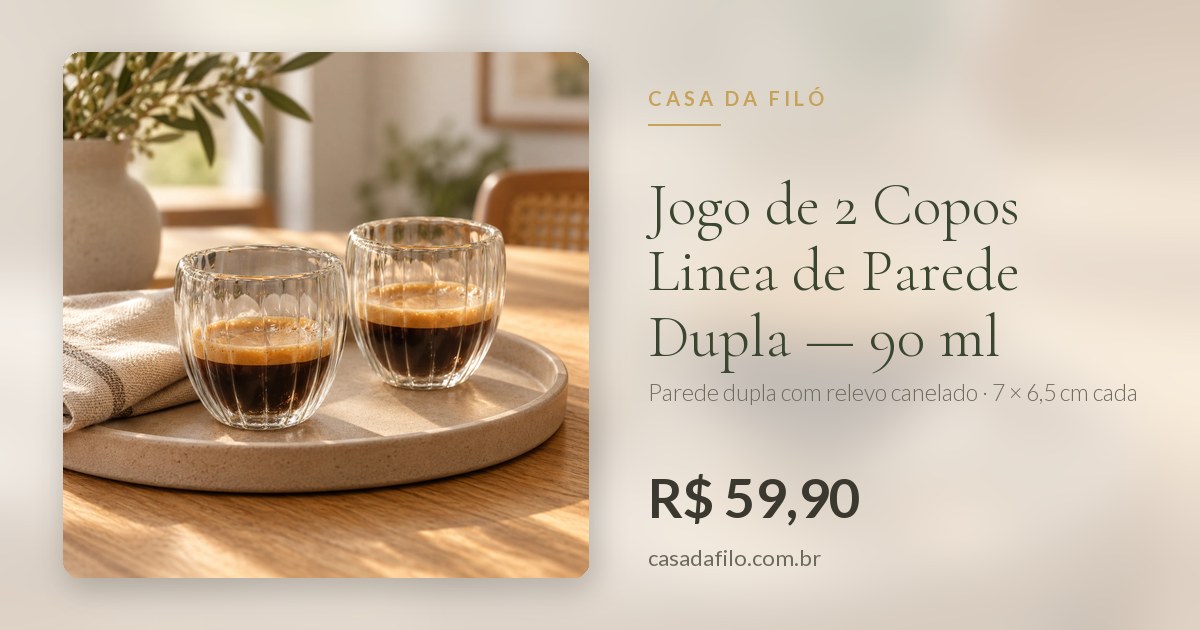 CASA DA FILÓ
Jogo de 2 Copos
Linea de Parede
Dupla — 90 ml
Parede dupla com relevo canelado · 7 × 6,5 cm cada
R$ 59,90
casadafilo.com.br